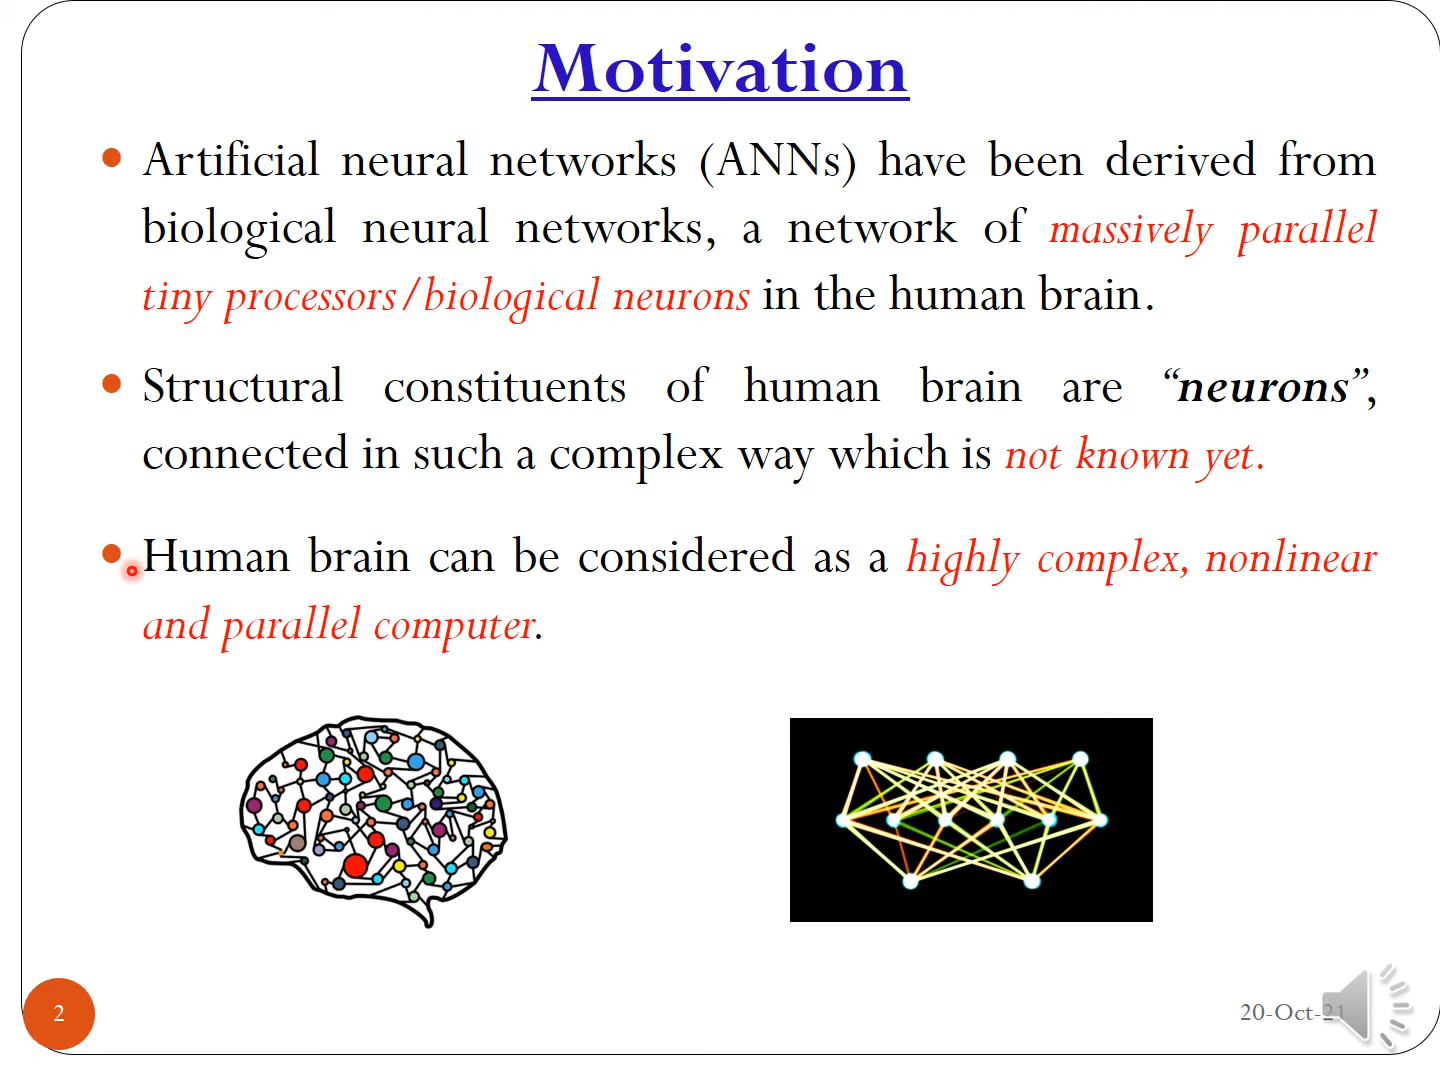 Motivation
Artificial neural networks (ANNs) have been derived from
biological neural networks, a network of massively parallel
tiny processors/biological neurons in the human brain.
Structural constituents of human brain are “neurons”,
connected in such a complex way which is not known yet.
Human brain can be considered as a highly complex, nonlinear
and parallel computer.
2
20-Oct-21